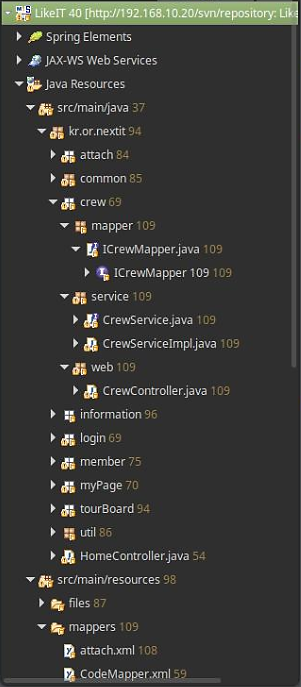 LikeIT 40 [http://192.168.10.20/svn/repository: Like
Spring Elements
JAX-WS Web Services
Java Resources
src/main/java 37
kr.or.nextit 94
attach 84
common 85
crew 69
mapper 109
ICrewMapper.java 109
ICrewMapper 109 109
service 109
CrewService.java 109
CrewServiceImpl.java 109
web 109
CrewController.java 109
information 96
login 69
member 75
myPage 70
tourBoard 94
util 86
HomeController.java 54
src/main/resources 98
files 87
mappers 109
attach.xml 108
CodeMapper.xml 59